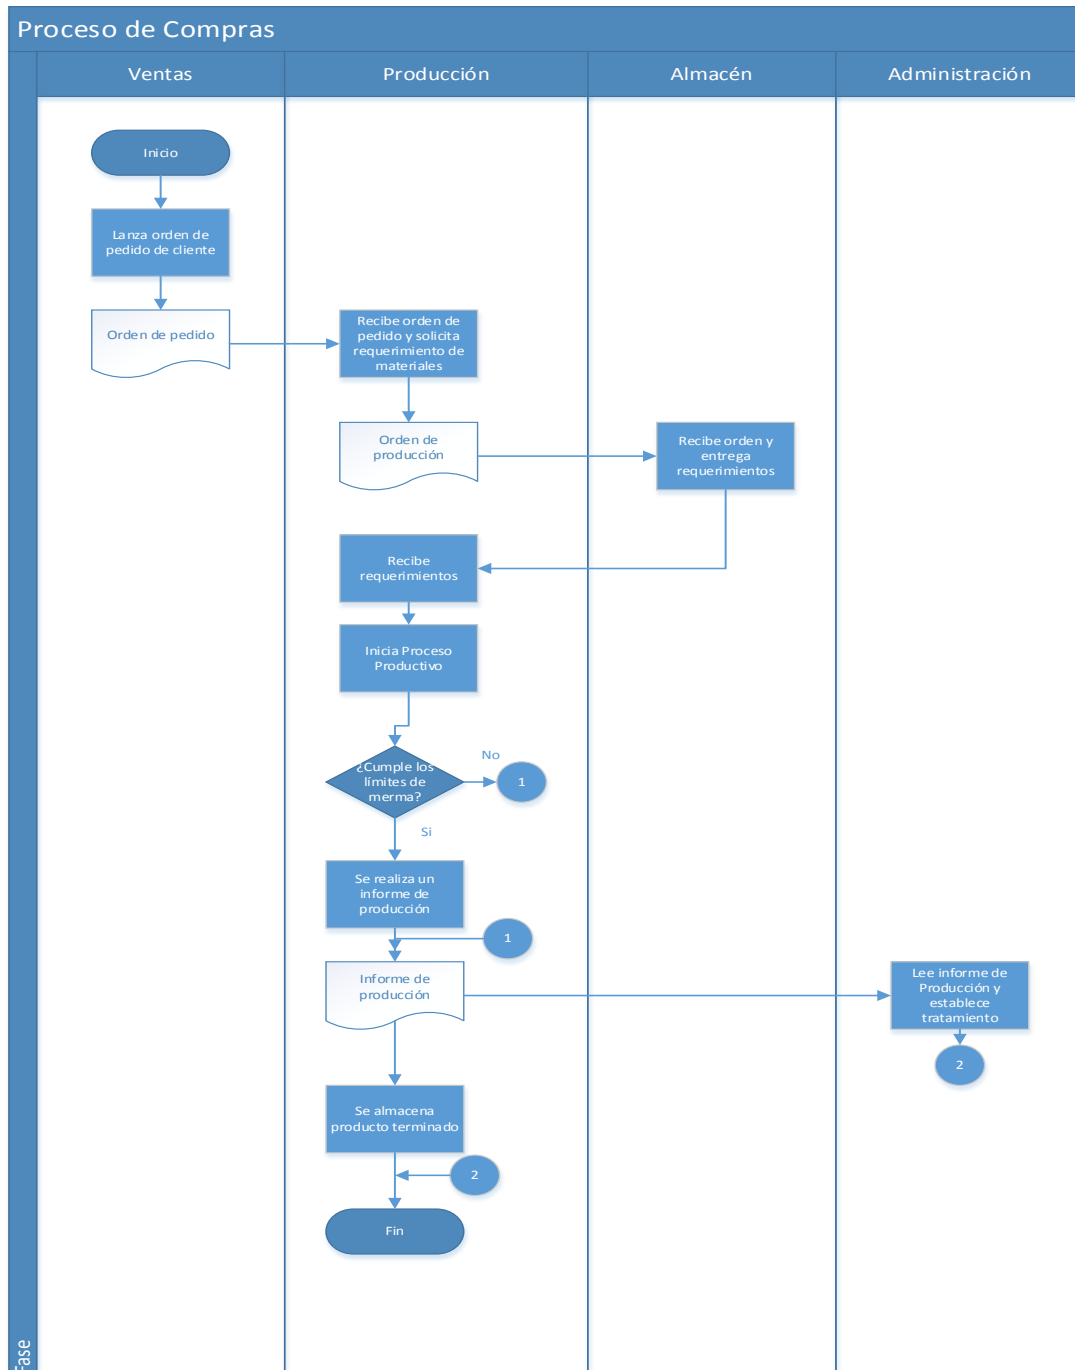 Proceso de Compras
Ventas
Producción
Almacén
Administración
Inicio
Lanza orden de
pedido de cliente
Orden de pedido
Recibe orden de
pedido y solicita
requerimiento de
materiales
Orden de
producción
Recibe orden y
entrega
requerimientos
Recibe
requerimientos
Inicia Proceso
Productivo
¿Cumple los
límites de
merma?
No
1
Si
Se realiza un
informe de
producción
1
Informe de
producción
Lee informe de
Producción y
establece
tratamiento
2
Se almacena
producto terminado
2
Fin
Fase